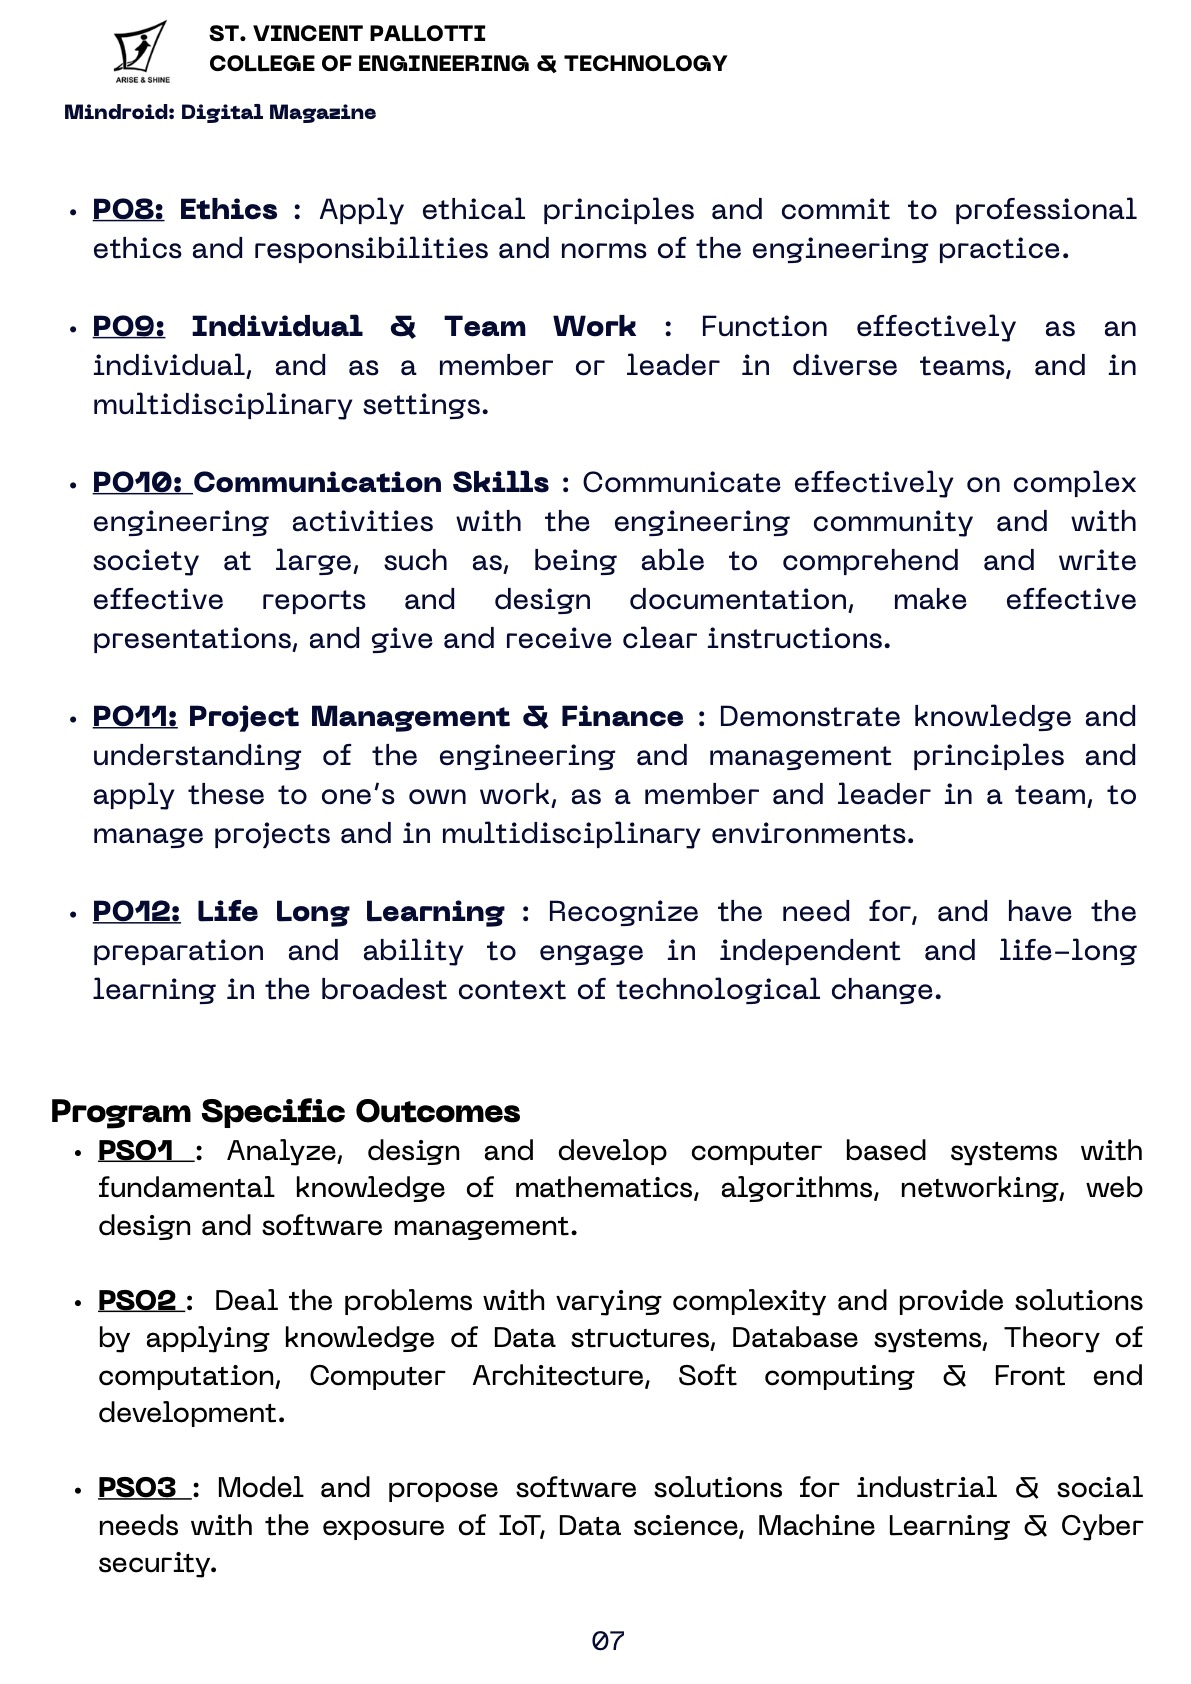 ST. VINCENT PALLOTTI
COLLEGE OF ENGINEERING & TECHNOLOGY
ARISE & SHINE
Mindroid: Digital Magazine
• PO8: Ethics : Apply ethical principles and commit to professional
ethics and responsibilities and norms of the engineering practice.
• PO9: Individual & Team Work : Function effectively as an
individual, and as a member or leader in diverse teams, and in
multidisciplinary settings.
• PO10: Communication Skills : Communicate effectively on complex
engineering activities with the engineering community and with
society at large, such as, being able to comprehend and write
effective reports and design documentation, make effective
presentations, and give and receive clear instructions.
• PO11: Project Management & Finance : Demonstrate knowledge and
understanding of the engineering and management principles and
apply these to one's own work, as a member and leader in a team, to
manage projects and in multidisciplinary environments.
• PO12: Life Long Learning : Recognize the need for, and have the
preparation and ability to engage in independent and life-long
learning in the broadest context of technological change.
Program Specific Outcomes
• PSO1 : Analyze, design and develop computer based systems with
fundamental knowledge of mathematics, algorithms, networking, web
design and software management.
• PSO2 : Deal the problems with varying complexity and provide solutions
by applying knowledge of Data structures, Database systems, Theory of
computation, Computer Architecture, Soft computing & Front end
development.
• PSO3 : Model and propose software solutions for industrial & social
needs with the exposure of IoT, Data science, Machine Learning & Cyber
security.
07